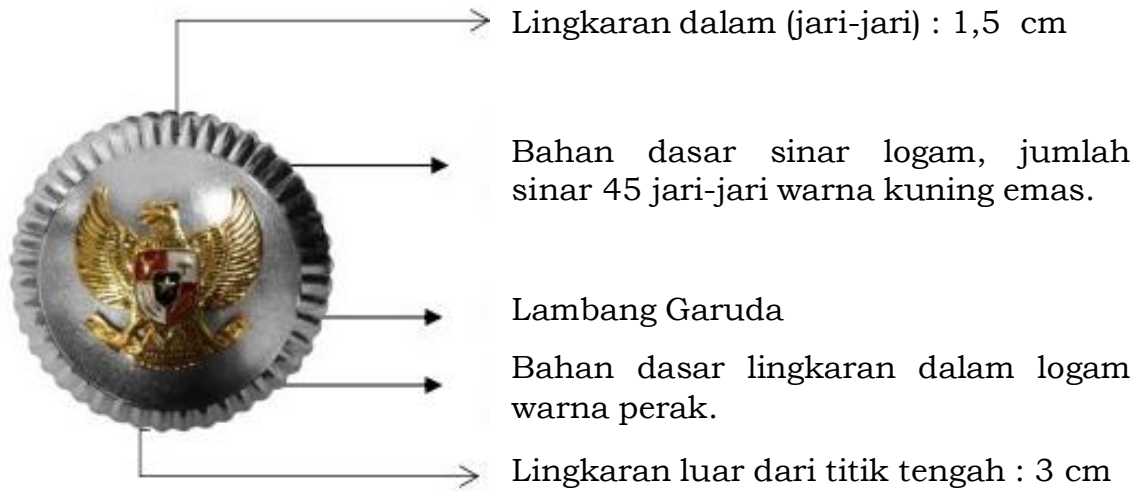 Lingkaran dalam (jari-jari) : 1,5 cm
Bahan dasar sinar logam, jumlah
sinar 45 jari-jari warna kuning emas.
Lambang Garuda
Bahan dasar lingkaran dalam logam
warna perak.
Lingkaran luar dari titik tengah : 3 cm